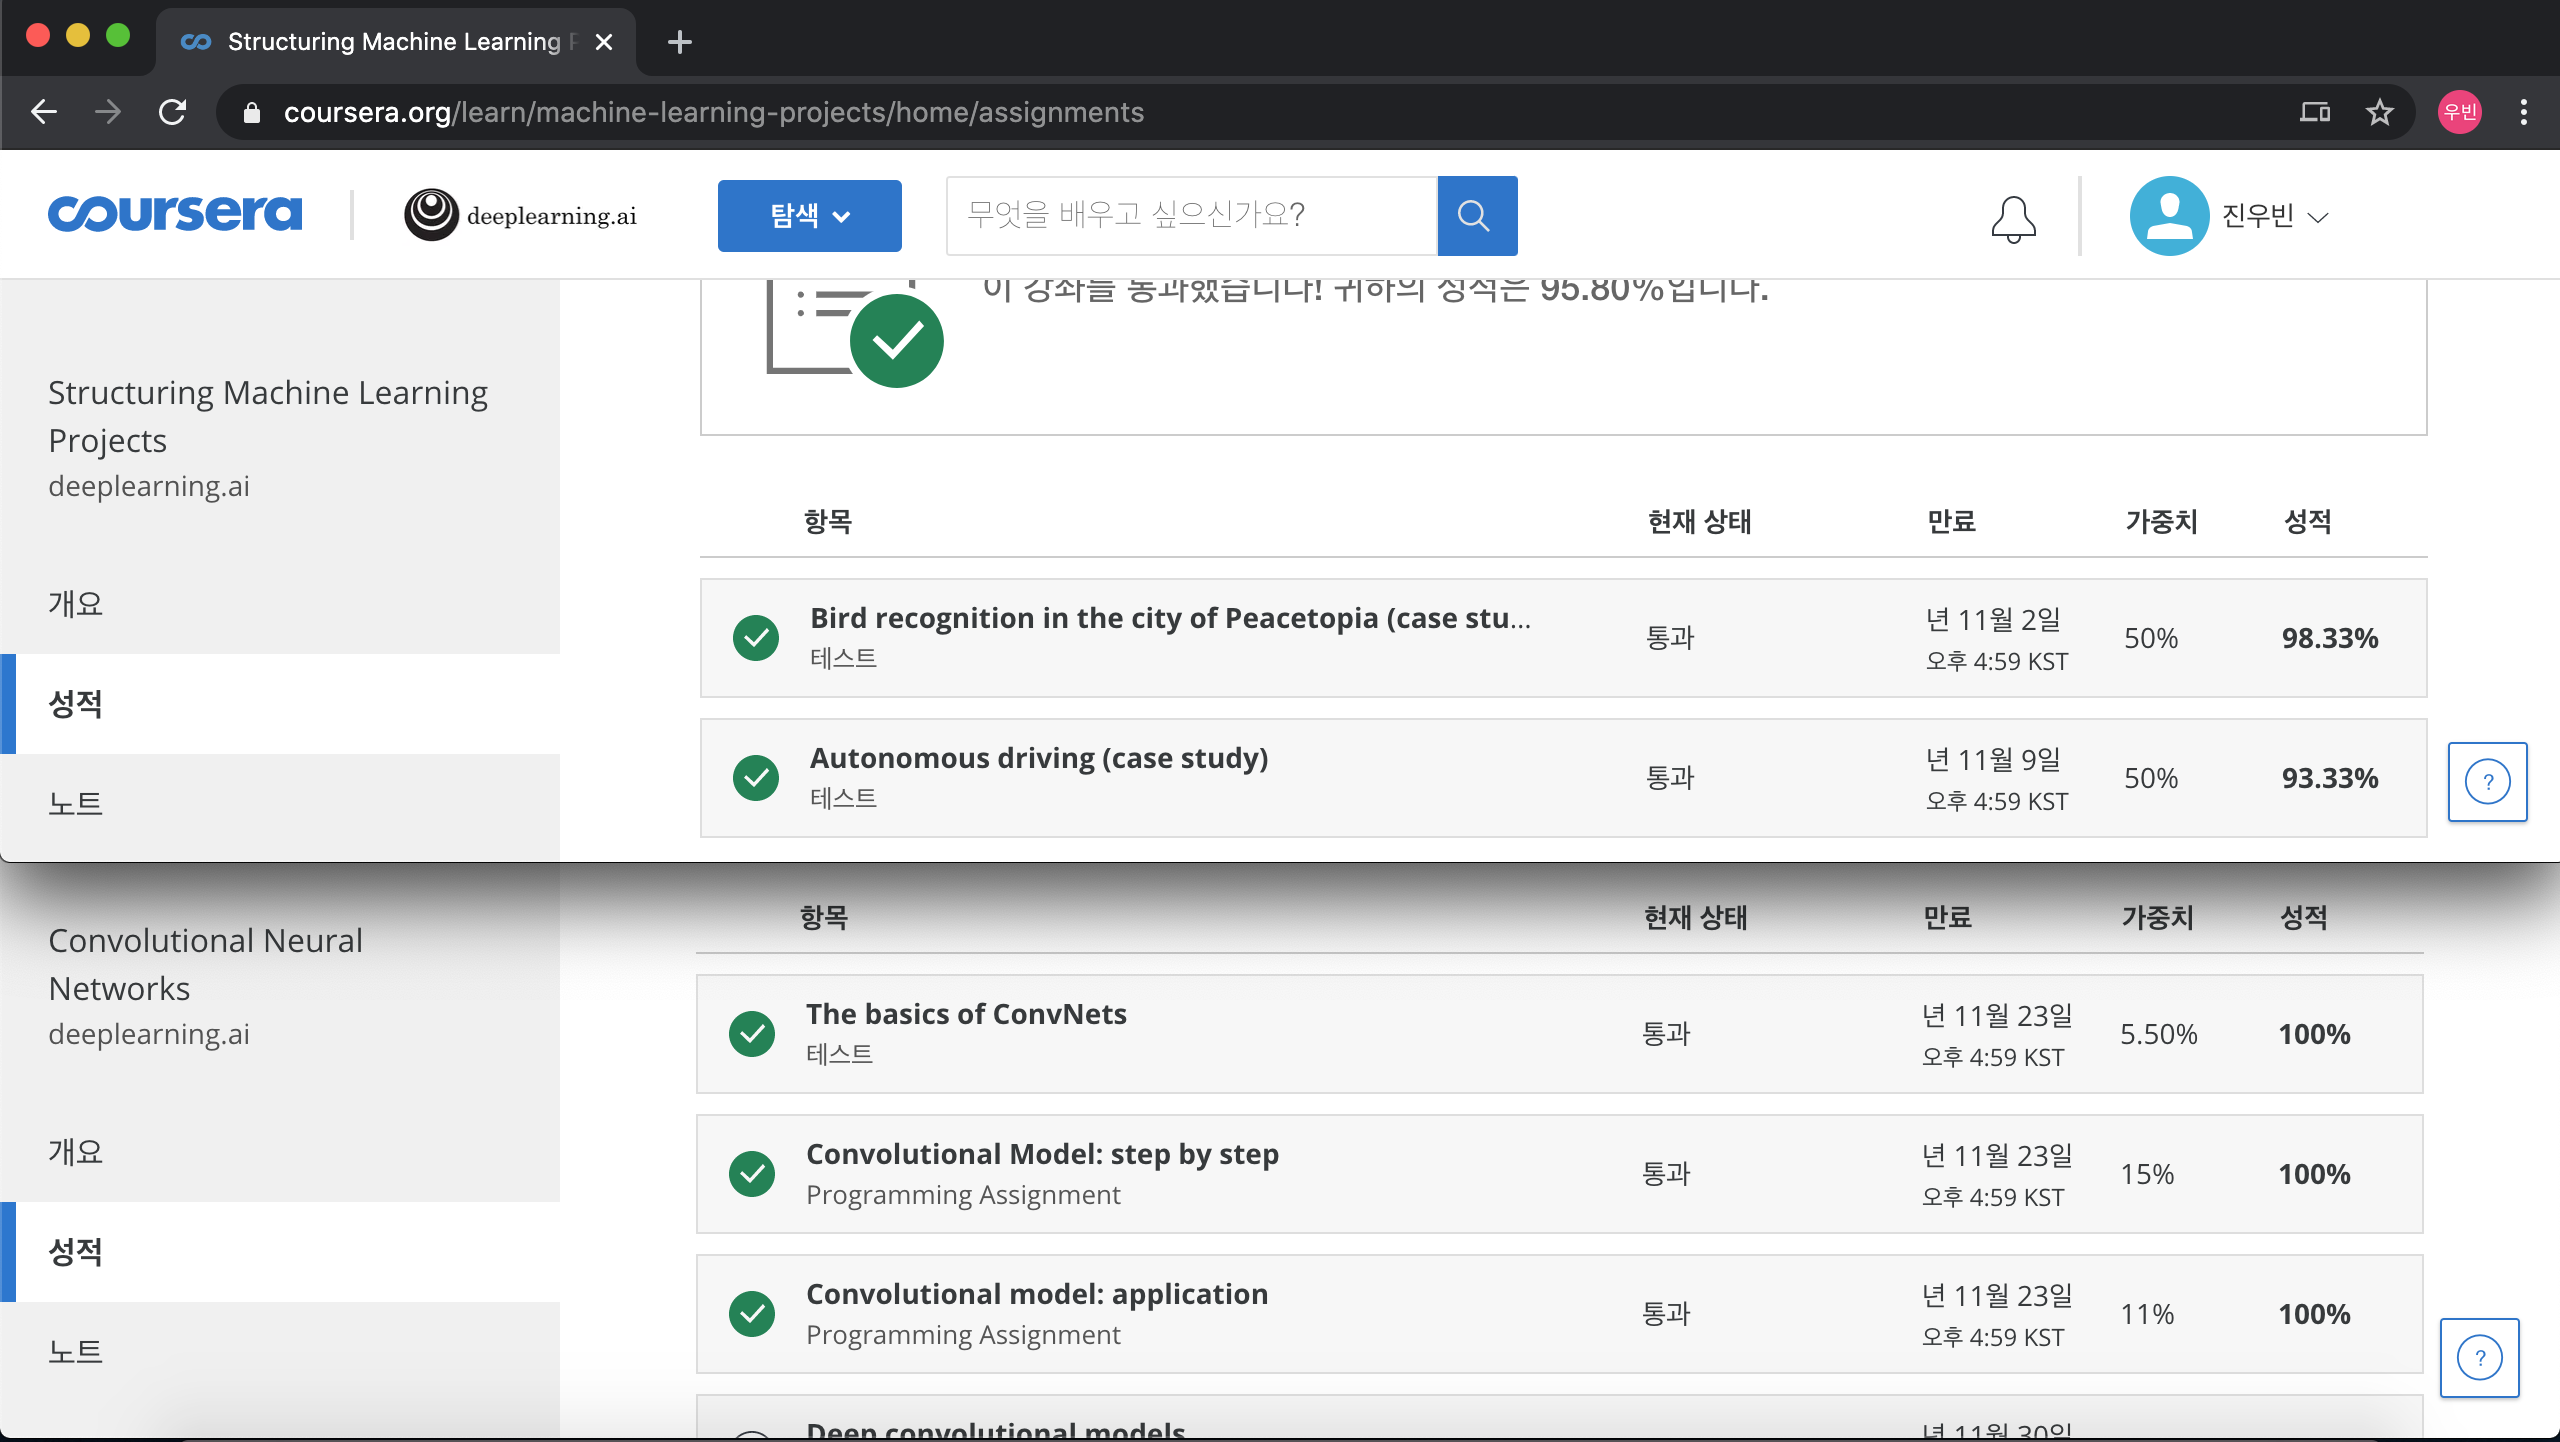 Structuring Machine Learning P
coursera.org/learn/machine-learning-projects/home/assignments
우빈
coursera
deeplearning.ai
탐색
무엇을 배우고 싶으신가요?
진우빈
이 강좌를 통과했습니다! 귀하의 성적은 95.80%입니다.
Structuring Machine Learning
Projects
deeplearning.ai
개요
성적
노트
항목 현재 상태 만료 가중치 성적
Bird recognition in the city of Peacetopia (case stu...
테스트
통과
년 11월 2일
오후 4:59 KST
50%
98.33%
Autonomous driving (case study)
테스트
통과
년 11월 9일
오후 4:59 KST
50%
93.33%
?
Convolutional Neural
Networks
deeplearning.ai
개요
성적
노트
항목 현재 상태 만료 가중치 성적
The basics of ConvNets
테스트
통과
년 11월 23일
오후 4:59 KST
5.50%
100%
Convolutional Model: step by step
Programming Assignment
통과
년 11월 23일
오후 4:59 KST
15%
100%
Convolutional model: application
Programming Assignment
통과
년 11월 23일
오후 4:59 KST
11%
100%
?
Deep convolutional models
년 11월 30일